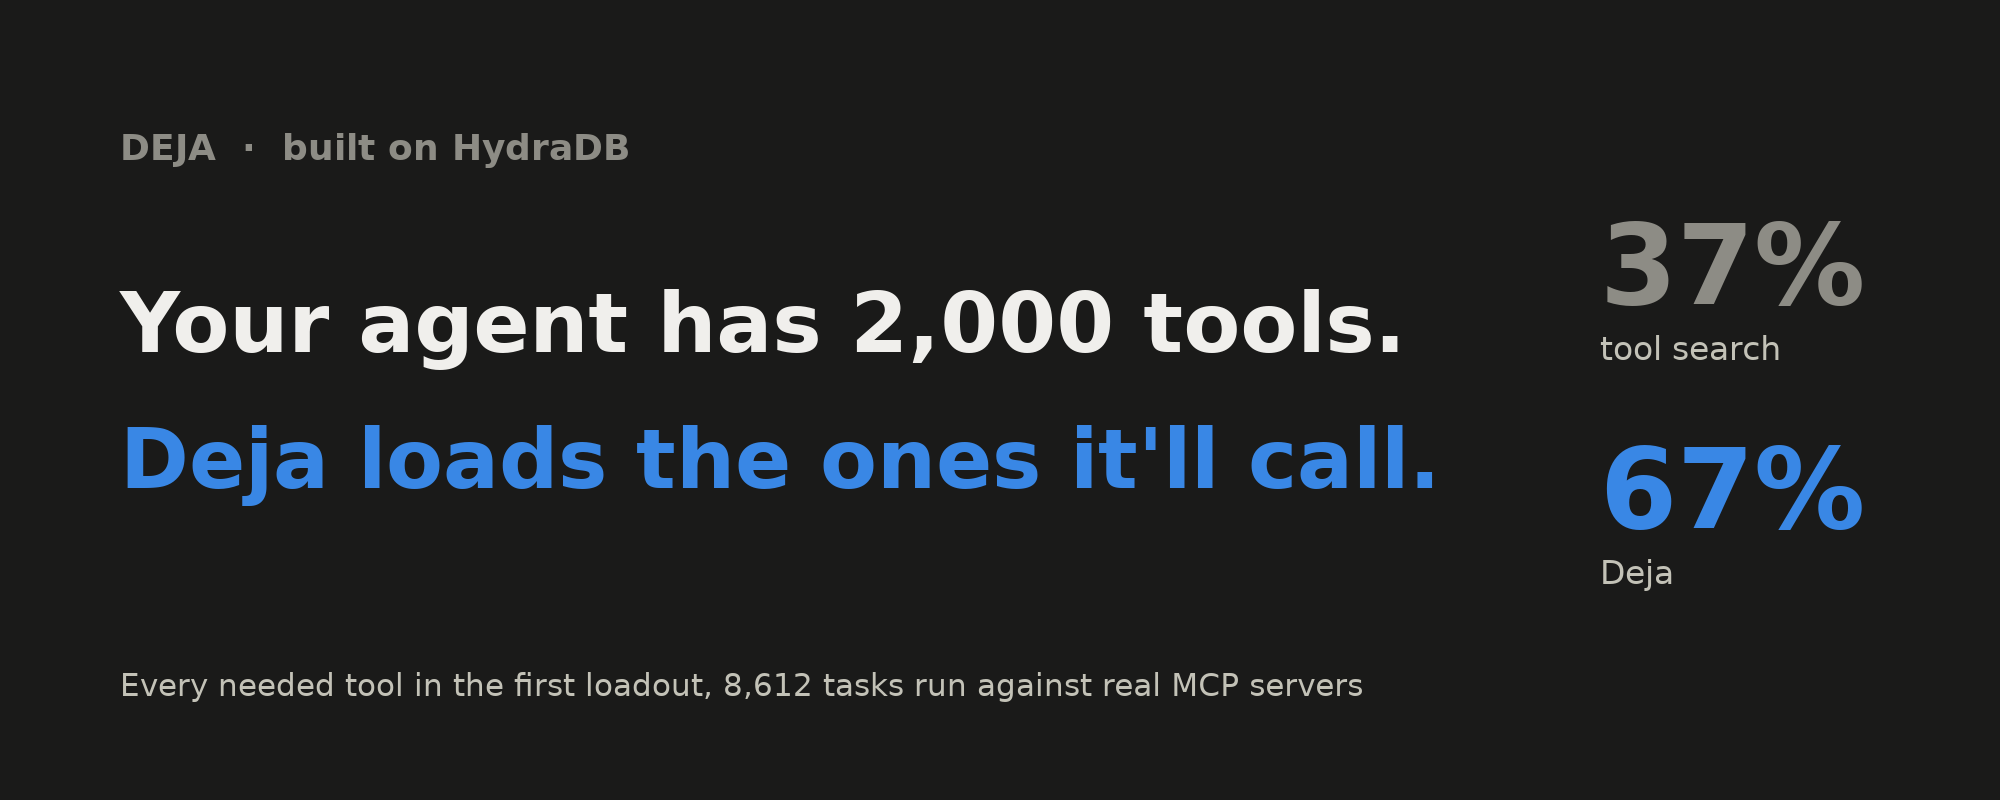 DEJA · built on HydraDB
Your agent has 2,000 tools.
Deja loads the ones it'll call.
37%
tool search
67%
Deja
Every needed tool in the first loadout, 8,612 tasks run against real MCP servers